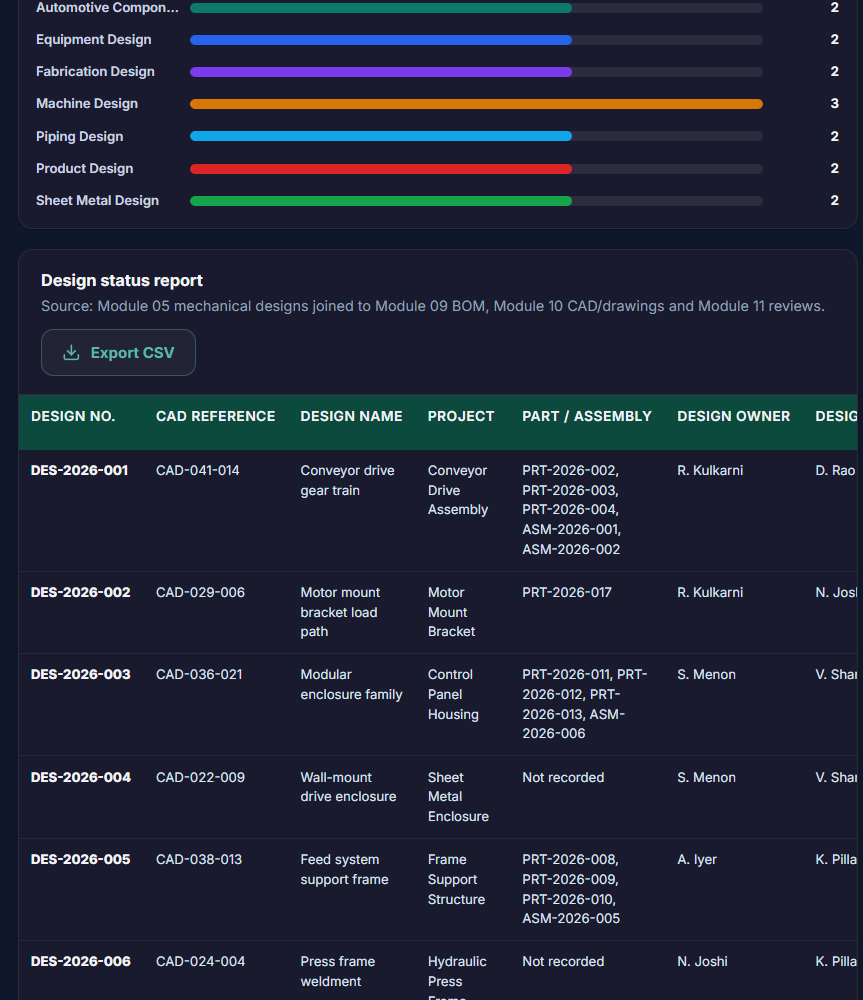 Automotive Compon... 2
Equipment Design 2
Fabrication Design 2
Machine Design 3
Piping Design 2
Product Design 2
Sheet Metal Design 2
Design status report
Source: Module 05 mechanical designs joined to Module 09 BOM, Module 10 CAD/drawings and Module 11 reviews.
Export CSV
DESIGN NO. CAD REFERENCE DESIGN NAME PROJECT PART / ASSEMBLY DESIGN OWNER DESIG
DES-2026-001 CAD-041-014 Conveyor drive Conveyor PRT-2026-002, R. Kulkarni D. Rao
gear train Drive PRT-2026-003,
Assembly PRT-2026-004,
ASM-2026-001,
ASM-2026-002
DES-2026-002 CAD-029-006 Motor mount Motor PRT-2026-017 R. Kulkarni N. Josh
bracket load Mount
path Bracket
DES-2026-003 CAD-036-021 Modular Control PRT-2026-011, PRT- S. Menon V. Shar
enclosure family Panel 2026-012, PRT-
Housing 2026-013, ASM-
2026-006
DES-2026-004 CAD-022-009 Wall-mount Sheet Not recorded S. Menon V. Shar
drive enclosure Metal
Enclosure
DES-2026-005 CAD-038-013 Feed system Frame PRT-2026-008, A. Iyer K. Pilla
support frame Support PRT-2026-009,
Structure PRT-2026-010,
ASM-2026-005
DES-2026-006 CAD-024-004 Press frame Hydraulic Not recorded N. Joshi K. Pilla
weldment Press
Frame